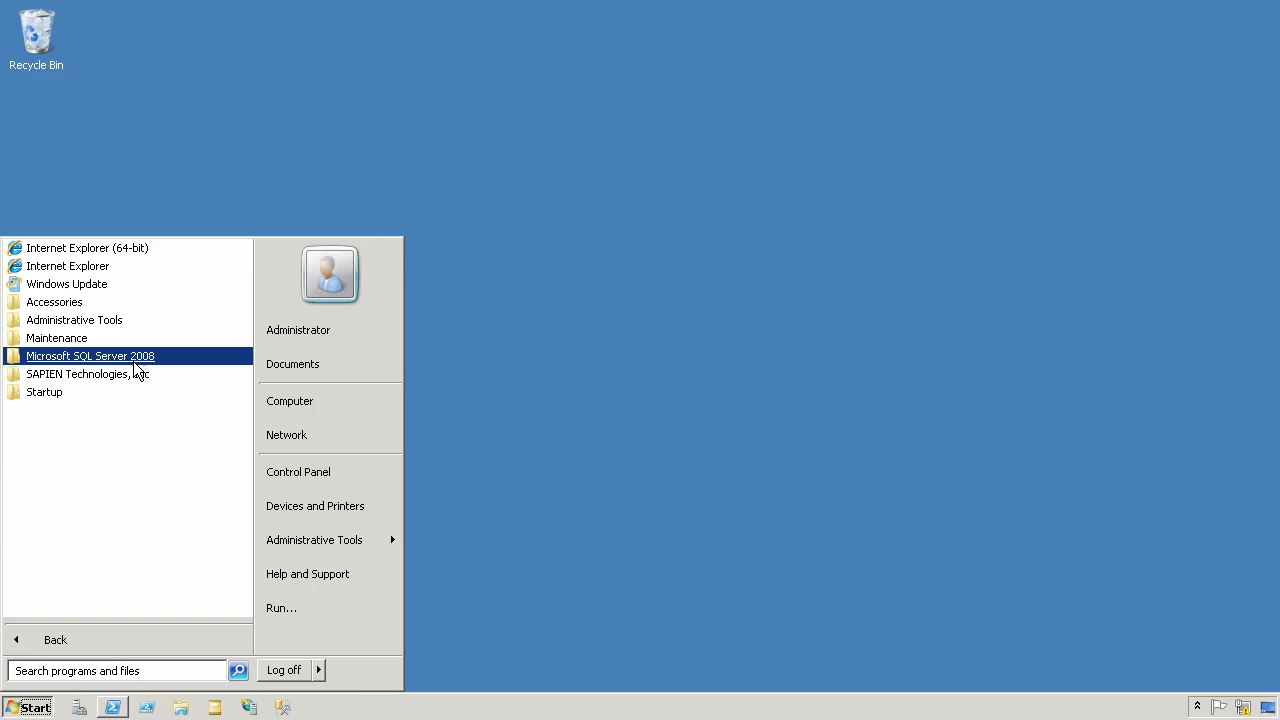 Recycle Bin
Internet Explorer (64-bit)
Internet Explorer
Windows Update
Accessories
Administrative Tools
Maintenance
Microsoft SQL Server 2008
SAPIEN Technologies, Inc
Startup
Back
Search programs and files
Administrator
Documents
Computer
Network
Control Panel
Devices and Printers
Administrative Tools
Help and Support
Run...
Log off
Start